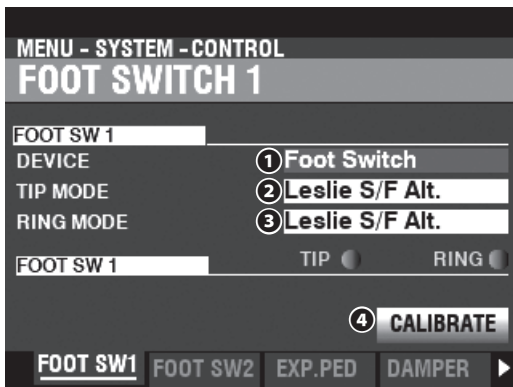 MENU - SYSTEM - CONTROL
FOOT SWITCH 1
FOOT SW 1
DEVICE ① Foot Switch
TIP MODE ② Leslie S/F Alt.
RING MODE ③ Leslie S/F Alt.
FOOT SW 1 TIP RING
④ CALIBRATE
FOOT SW1 FOOT SW2 EXP.PED DAMPER